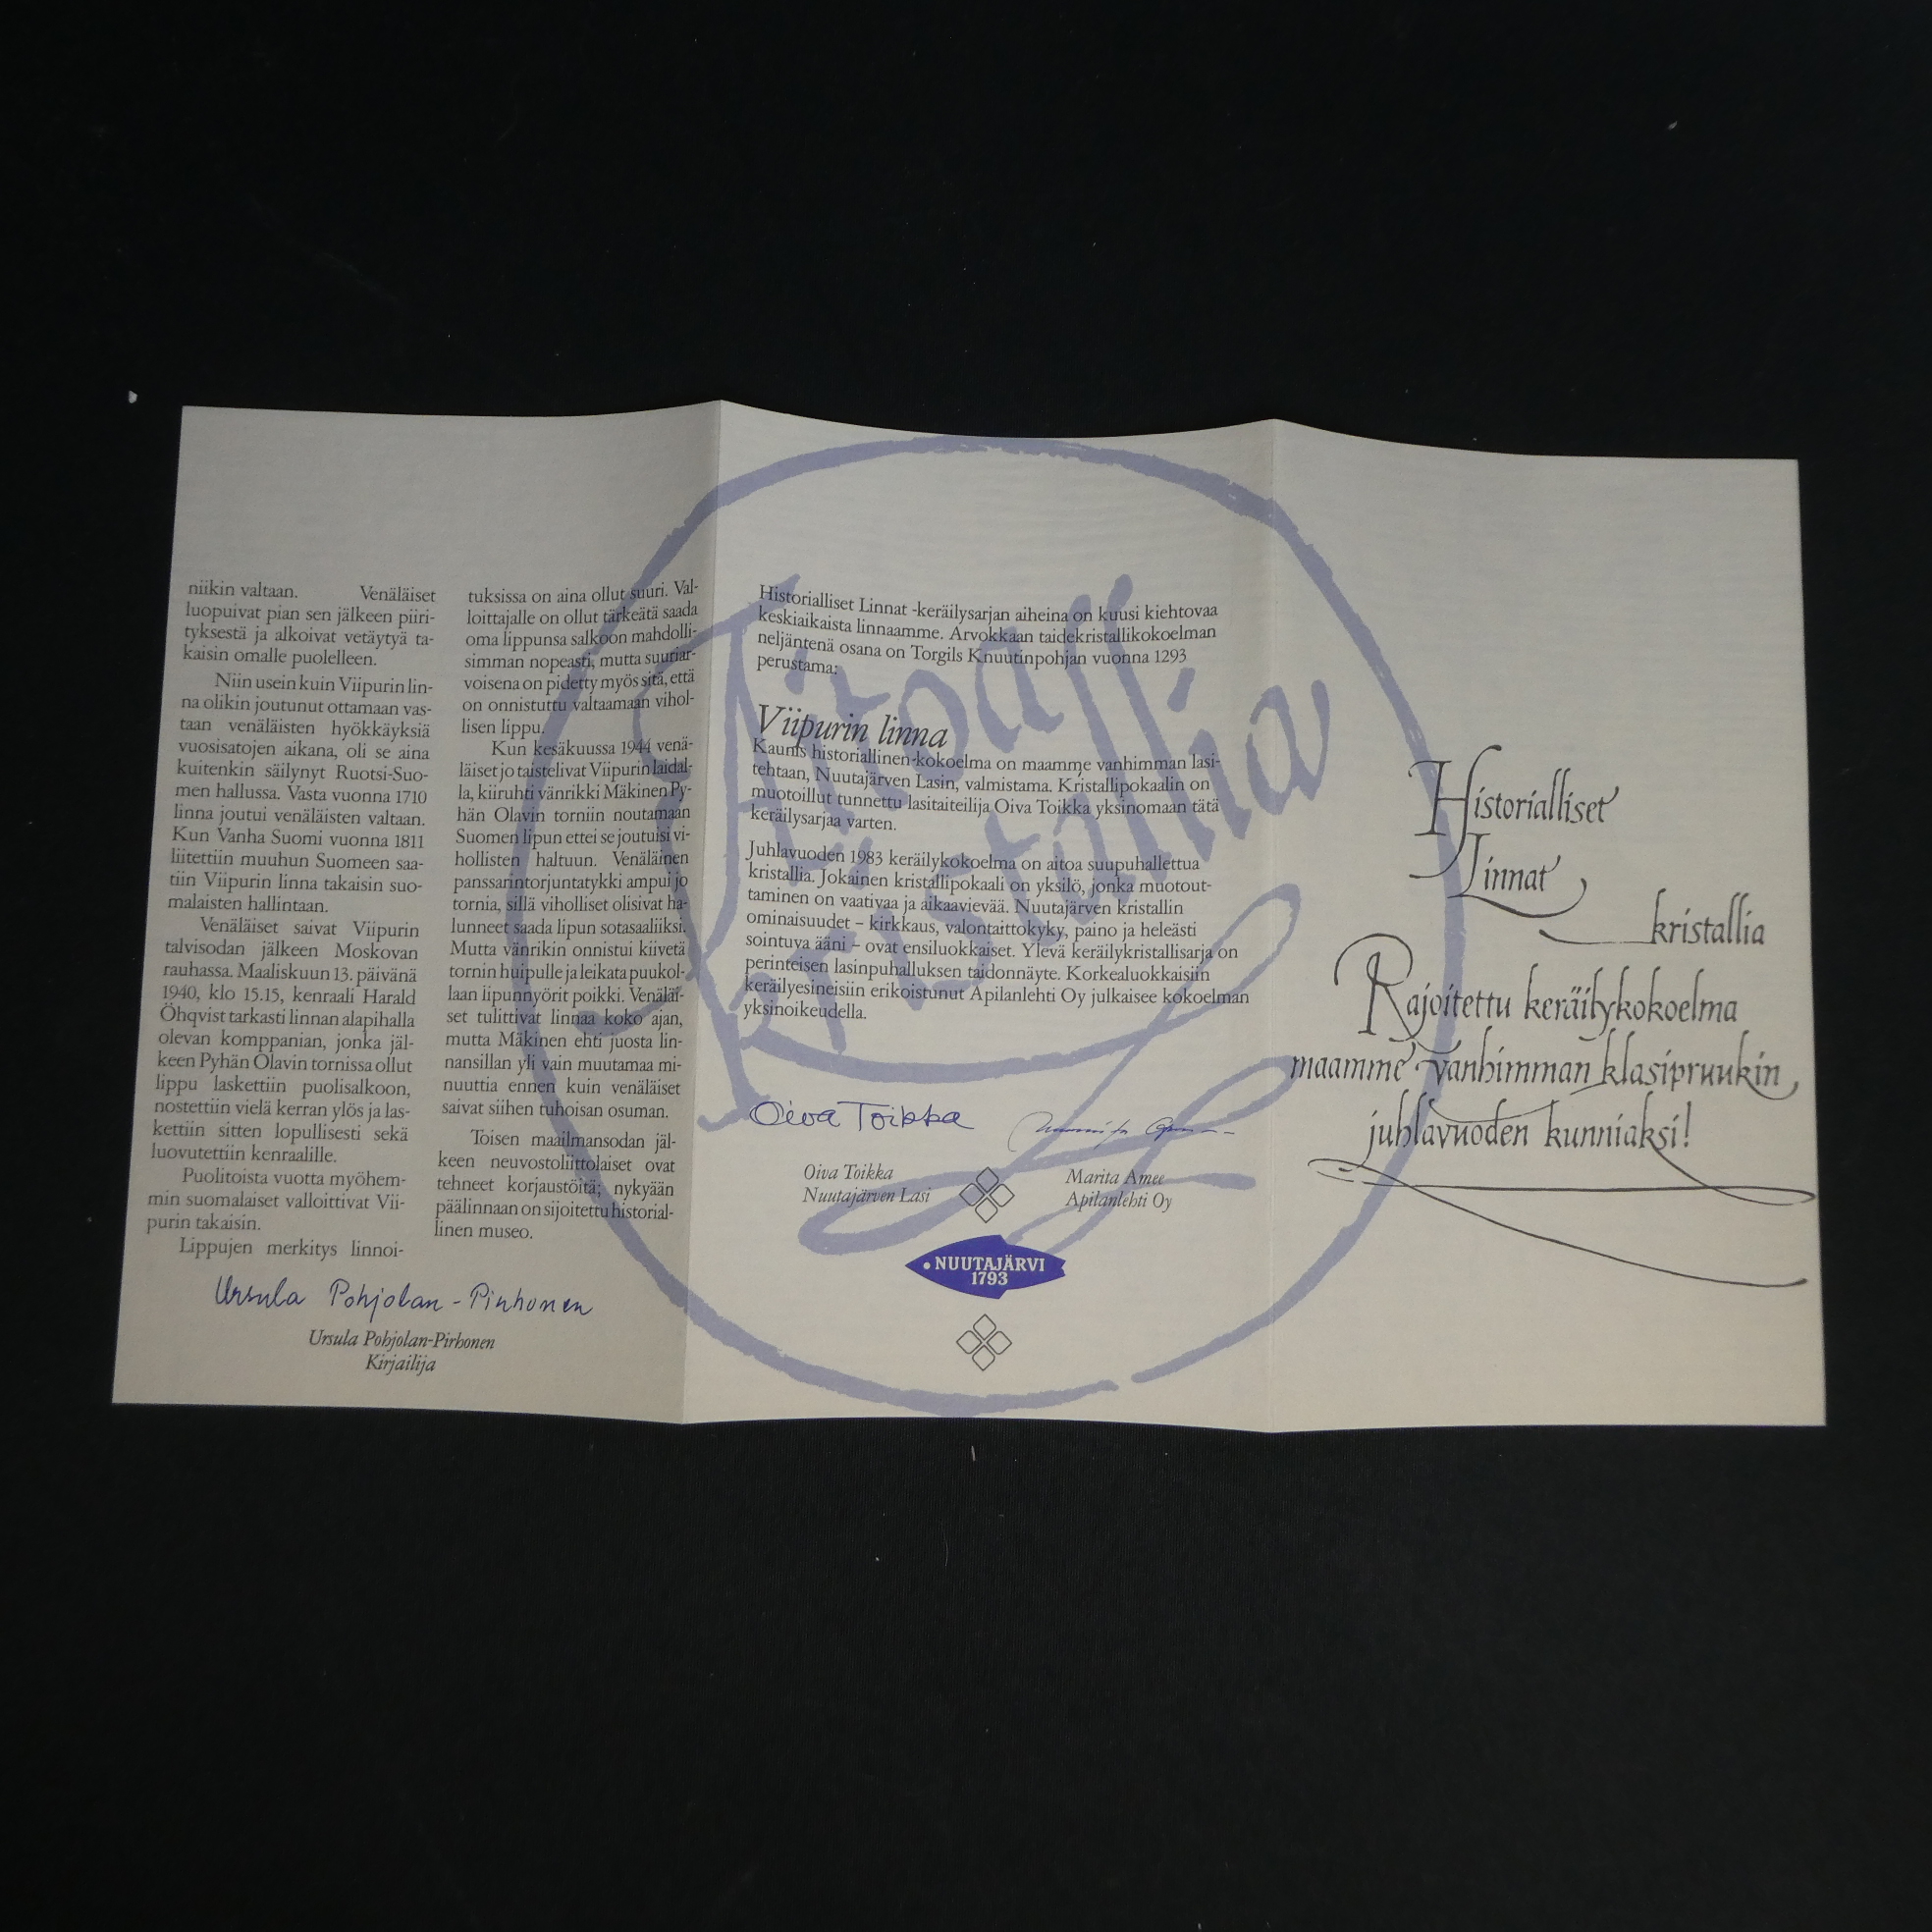 niikin valtaan. Venäläiset
luopuivat pian sen jälkeen piiri-
tyksestä ja alkoivat vetäytyä ta-
kaisin omalle puolelleen.
Niin usein kuin Viipurin lin-
na olikin joutunut ottamaan vas-
taan venäläisten hyökkäyksiä
vuosisatojen aikana, oli se aina
kuitenkin säilynyt Ruotsi-Suo-
men hallussa. Vasta vuonna 1710
linna joutui venäläisten valtaan.
Kun Vanha Suomi vuonna 1811
liitettiin muuhun Suomeen saa-
tiin Viipurin linna takaisin suo-
malaisten hallintaan.
Venäläiset saivat Viipurin
talvisodan jälkeen Moskovan
rauhassa. Maaliskuun 13. päivänä
1940, klo 15.15, kenraali Harald
Öhqvist tarkasti linnan alapihalla
olevan komppanian, jonka jäl-
keen Pyhän Olavin tornissa ollut
lippu laskettiin puolisalkoon,
nostettiin vielä kerran ylös ja las-
kettiin sitten lopullisesti sekä
luovutettiin kenraalille.
Puolitoista vuotta myöhem-
min suomalaiset valloittivat Vii-
purin takaisin.
Lippujen merkitys linnoi-
tuksissa on aina ollut suuri. Val-
loittajalle on ollut tärkeätä saada
oma lippunsa salkoon mahdolli-
simman nopeasti, mutta suuriar-
voisena on pidetty myös sitä, että
on onnistuttu valtaamaan vihol-
lisen lippu.
Kun kesäkuussa 1944 venä-
läiset jo taistelivat Viipurin laidal-
la, kiiruhti vänrikki Mäkinen Py-
hän Olavin torniin noutamaan
Suomen lipun ettei se joutuisi vi-
hollisten haltuun. Venäläinen
panssarintorjuntatykki ampui jo
tornia, sillä viholliset olisivat ha-
lunneet saada lipun sotasaaliiksi.
Mutta vänrikin onnistui kiivetä
tornin huipulle ja leikata puukol-
laan lipunnyörit poikki. Venäläi-
set tulittivat linnaa koko ajan,
mutta Mäkinen ehti juosta lin-
nansillan yli vain muutamaa mi-
nuuttia ennen kuin venäläiset
saivat siihen tuhoisan osuman.
Toisen maailmansodan jäl-
keen neuvostoliittolaiset ovat
tehneet korjaustöitä; nykyään
päälinnaan on sijoitettu historial-
linen museo.
Ursula Pohjolan-Pirhonen
Ursula Pohjolan-Pirhonen
Kirjailija
Aitoa
kristallia
Historialliset Linnat -keräilysarjan aiheina on kuusi kiehtovaa
keskiaikaista linnaamme. Arvokkaan taidekristallikokoelman
neljäntenä osana on Torgils Knuutinpohjan vuonna 1293
perustama:
Viipurin linna
Kaunis historiallinen kokoelma on maamme vanhimman lasi-
tehtaan, Nuutajärven Lasin, valmistama. Kristallipokaalin on
muotoillut tunnettu lasitaiteilija Oiva Toikka yksinomaan tätä
keräilysarjaa varten.
Juhlavuoden 1983 keräilykokoelma on aitoa suupuhallettua
kristallia. Jokainen kristallipokaali on yksilö, jonka muotout-
taminen on vaativaa ja aikaavievää. Nuutajärven kristallin
ominaisuudet – kirkkaus, valontaittokyky, paino ja heleästi
sointuva ääni – ovat ensiluokkaiset. Ylevä keräilykristallisarja on
perinteisen lasinpuhalluksen taidonnäyte. Korkealuokkaisiin
keräilyesineisiin erikoistunut Apilanlehti Oy julkaisee kokoelman
yksinoikeudella.
Oiva Toikka
Oiva Toikka
Nuutajärven Lasi
Marita Amee
Apilanlehti Oy
NUUTAJÄRVI
1793
Historialliset
Linnat
kristallia
Rajoitettu keräilykokoelma
maamme vanhimman klasipruukin
juhlavuoden kunniaksi!